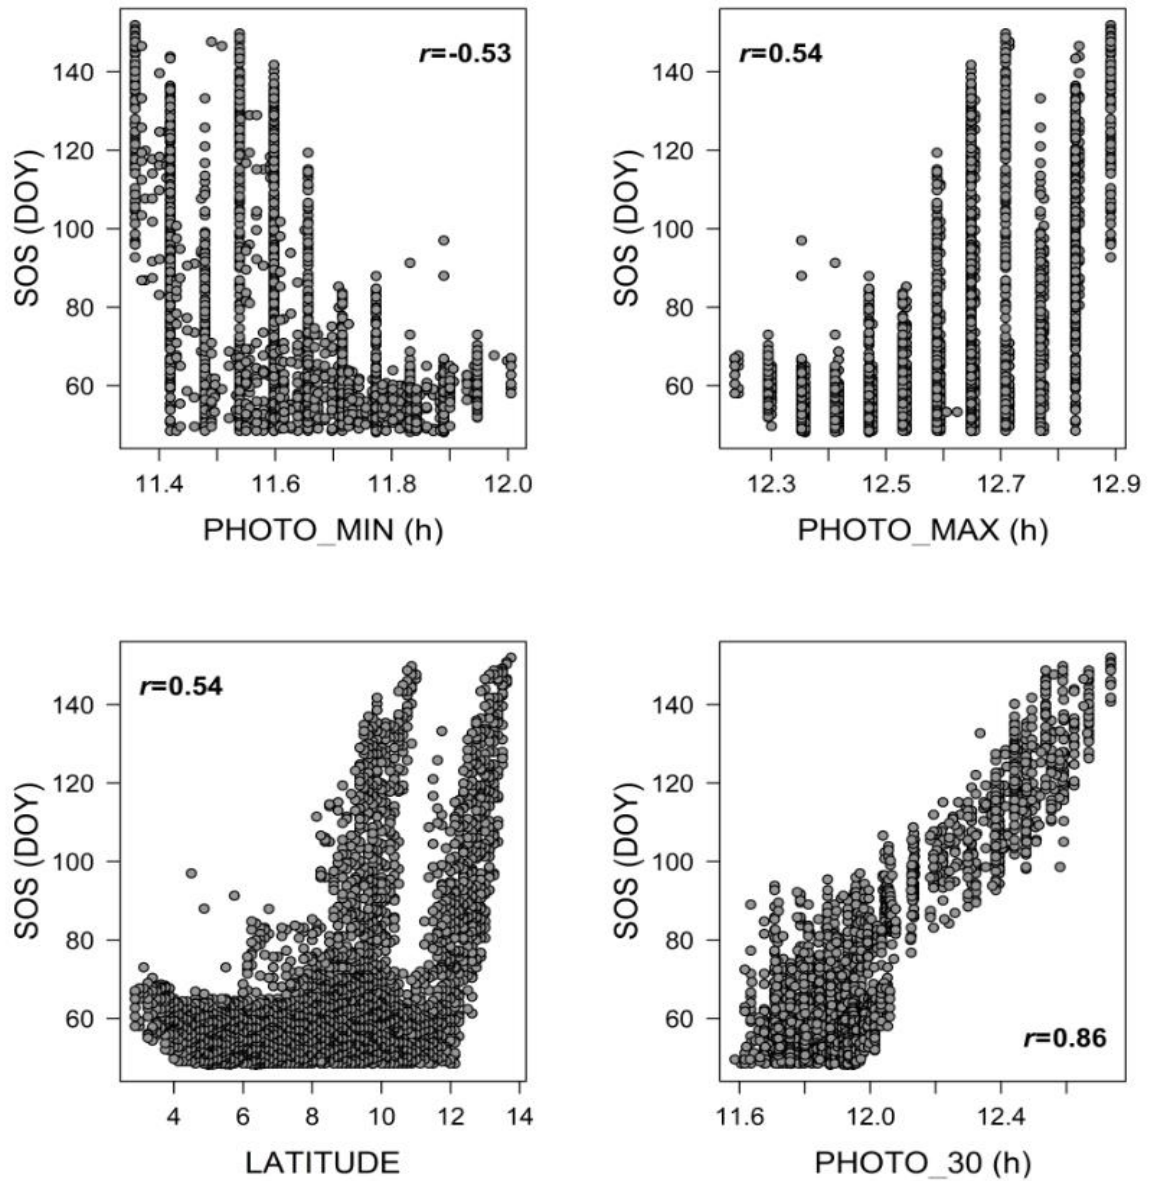 r=-0.53
SOS (DOY)
140
120
100
80
60
11.4 11.6 11.8 12.0
PHOTO_MIN (h)
r=0.54
SOS (DOY)
140
120
100
80
60
12.3 12.5 12.7 12.9
PHOTO_MAX (h)
r=0.54
SOS (DOY)
140
120
100
80
60
4 6 8 10 12 14
LATITUDE
SOS (DOY)
140
120
100
80
60
r=0.86
11.6 12.0 12.4
PHOTO_30 (h)